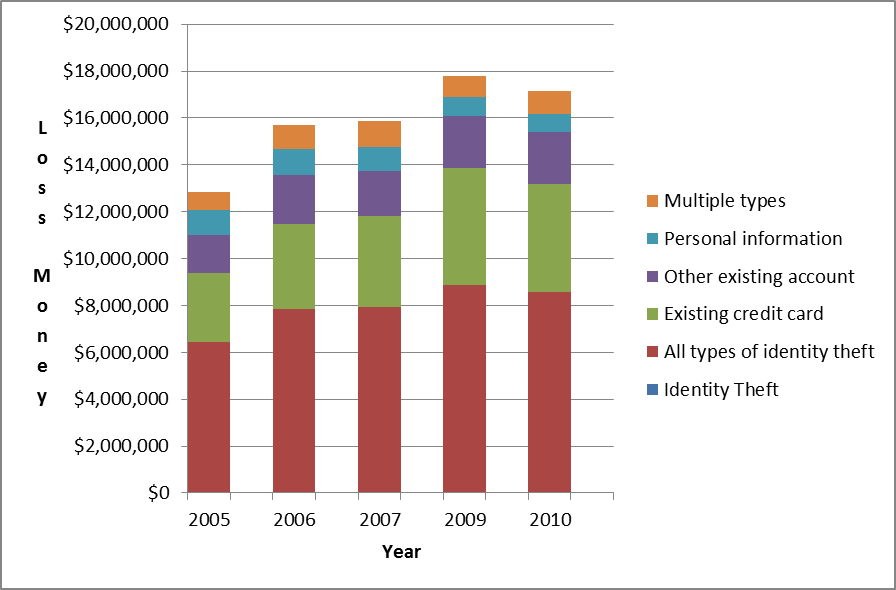 $20,000,000
$18,000,000
$16,000,000
$14,000,000
$12,000,000
$10,000,000
$8,000,000
$6,000,000
$4,000,000
$2,000,000
$0
Loss Money
2005 2006 2007 2009 2010
Year
Multiple types
Personal information
Other existing account
Existing credit card
All types of identity theft
Identity Theft